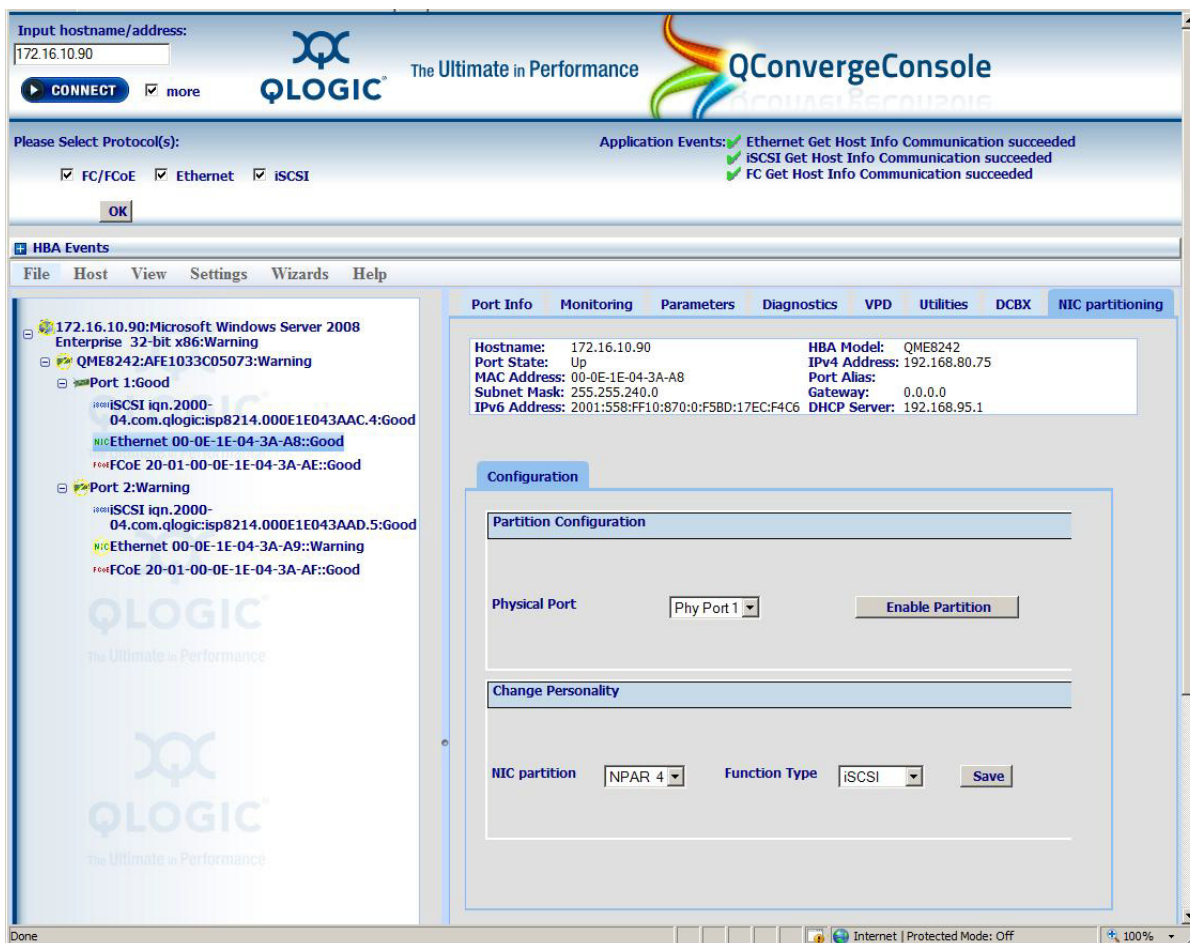 Input hostname/address:
172.16.10.90
CONNECT
more
QLOGIC
The Ultimate in Performance
QConvergeConsole
Please Select Protocol(s):
FC/FCoE Ethernet iSCSI
OK
Application Events: Ethernet Get Host Info Communication succeeded
iSCSI Get Host Info Communication succeeded
FC Get Host Info Communication succeeded
HBA Events
File Host View Settings Wizards Help
172.16.10.90:Microsoft Windows Server 2008
Enterprise 32-bit x86:Warning
QME8242:AFE1033C05073:Warning
Port 1:Good
iSCSI iSCSI iqn.2000-
04.com.qlogic:isp8214.000E1E043AAC.4:Good
NIC Ethernet 00-0E-1E-04-3A-A8::Good
FCoE FCoE 20-01-00-0E-1E-04-3A-AE::Good
Port 2:Warning
iSCSI iSCSI iqn.2000-
04.com.qlogic:isp8214.000E1E043AAD.5:Good
NIC Ethernet 00-0E-1E-04-3A-A9::Warning
FCoE FCoE 20-01-00-0E-1E-04-3A-AF::Good
QLOGIC
The Ultimate in Performance
QLOGIC
The Ultimate in Performance
Port Info Monitoring Parameters Diagnostics VPD Utilities DCBX NIC partitioning
Hostname: 172.16.10.90 HBA Model: QME8242
Port State: Up IPv4 Address: 192.168.80.75
MAC Address: 00-0E-1E-04-3A-A8 Port Alias:
Subnet Mask: 255.255.240.0 Gateway: 0.0.0.0
IPv6 Address: 2001:558:FF10:870:0:F5BD:17EC:F4C6 DHCP Server: 192.168.95.1
Configuration
Partition Configuration
Physical Port Phy Port 1 Enable Partition
Change Personality
NIC partition NPAR 4 Function Type iSCSI Save
Done Internet | Protected Mode: Off 100%